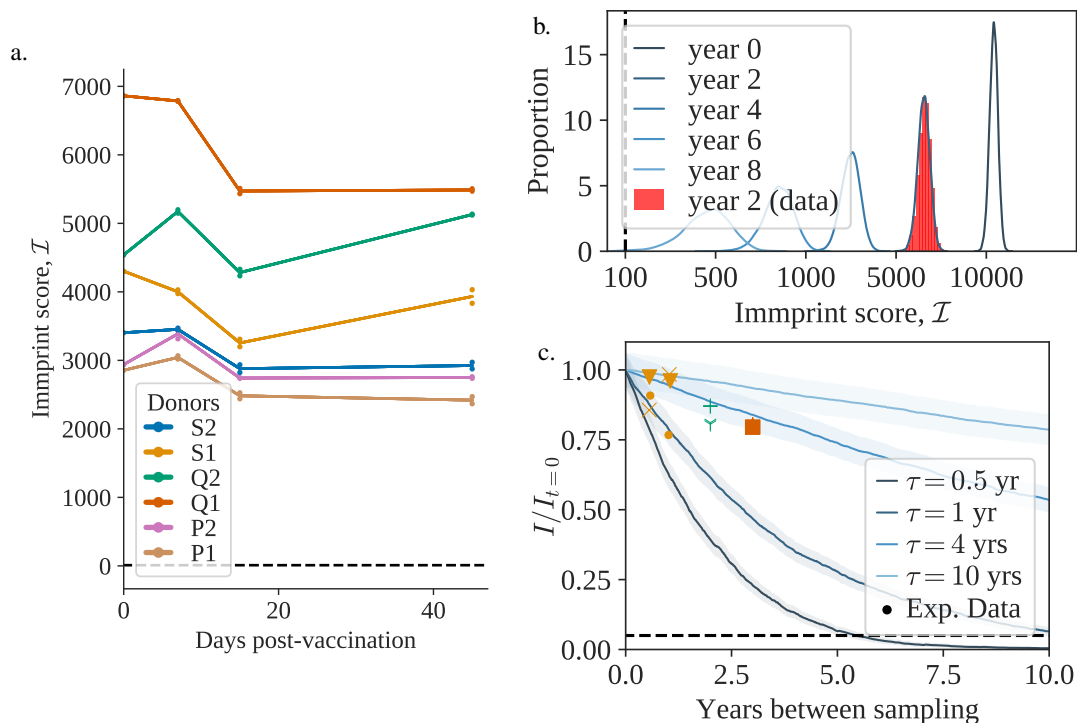 a.
7000
6000
5000
4000
3000
2000
1000
0
Immprint score, ℐ
0
20
40
Days post-vaccination
Donors
S2
S1
Q2
Q1
P2
P1
b.
15
10
5
0
Proportion
100
500
1000
5000
10000
Immprint score, ℐ
year 0
year 2
year 4
year 6
year 8
year 2 (data)
c.
1.00
0.75
0.50
0.25
0.00
I/I_{t=0}
0.0
2.5
5.0
7.5
10.0
Years between sampling
τ = 0.5 yr
τ = 1 yr
τ = 4 yrs
τ = 10 yrs
Exp. Data